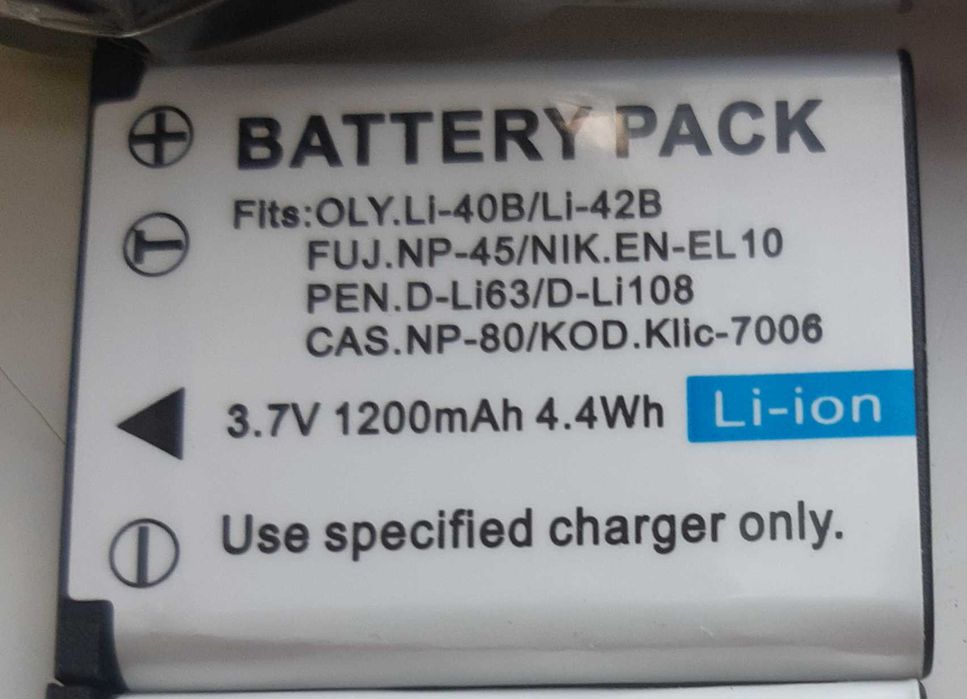 BATTERY PACK
Fits:OLY.Li-40B/Li-42B
FUJ.NP-45/NIK.EN-EL10
PEN.D-Li63/D-Li108
CAS.NP-80/KOD.Klic-7006
3.7V 1200mAh 4.4Wh Li-ion
Use specified charger only.